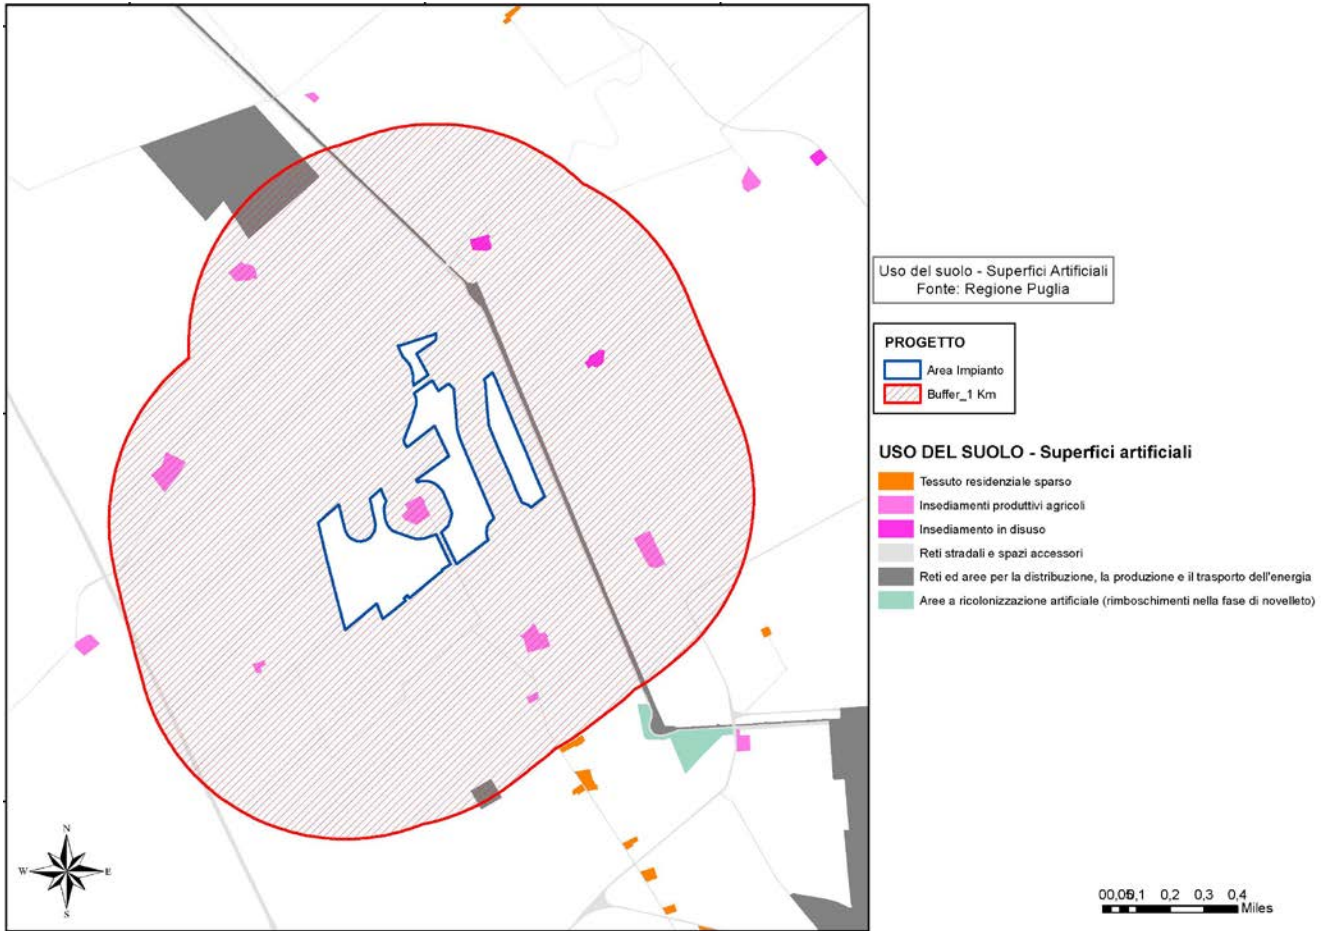 Uso del suolo - Superfici Artificiali
Fonte: Regione Puglia
PROGETTO
Area Impianto
Buffer_1 Km
USO DEL SUOLO - Superfici artificiali
Tessuto residenziale sparso
Insediamenti produttivi agricoli
Insediamento in disuso
Reti stradali e spazi accessori
Reti ed aree per la distribuzione, la produzione e il trasporto dell'energia
Aree a ricolonizzazione artificiale (rimboschimenti nella fase di novelleto)
N
W E
S
0,1 0,2 0,3 0,4
Miles